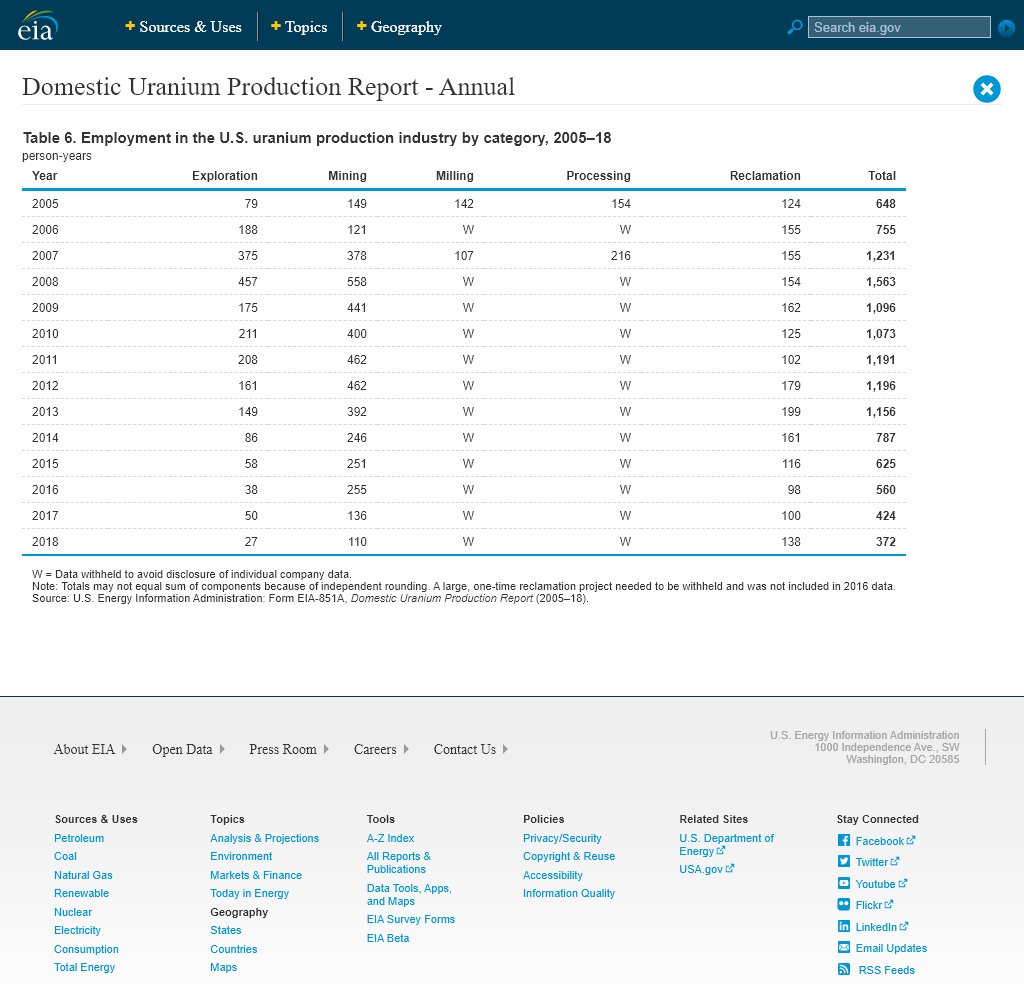 eia
Sources & Uses
Topics
Geography
Search eia.gov
Domestic Uranium Production Report - Annual
Table 6. Employment in the U.S. uranium production industry by category, 2005–18
person-years
Year Exploration Mining Milling Processing Reclamation Total
2005 79 149 142 154 124 648
2006 188 121 W W 155 755
2007 375 378 107 216 155 1,231
2008 457 558 W W 154 1,563
2009 175 441 W W 162 1,096
2010 211 400 W W 125 1,073
2011 208 462 W W 102 1,191
2012 161 462 W W 179 1,196
2013 149 392 W W 199 1,156
2014 86 246 W W 161 787
2015 58 251 W W 116 625
2016 38 255 W W 98 560
2017 50 136 W W 100 424
2018 27 110 W W 138 372
W = Data withheld to avoid disclosure of individual company data.
Note: Totals may not equal sum of components because of independent rounding. A large, one-time reclamation project needed to be withheld and was not included in 2016 data.
Source: U.S. Energy Information Administration: Form EIA-851A, Domestic Uranium Production Report (2005–18).
About EIA
Open Data
Press Room
Careers
Contact Us
U.S. Energy Information Administration
1000 Independence Ave., SW
Washington, DC 20585
Sources & Uses
Petroleum
Coal
Natural Gas
Renewable
Nuclear
Electricity
Consumption
Total Energy
Topics
Analysis & Projections
Environment
Markets & Finance
Today in Energy
Geography
States
Countries
Maps
Tools
A-Z Index
All Reports &
Publications
Data Tools, Apps,
and Maps
EIA Survey Forms
EIA Beta
Policies
Privacy/Security
Copyright & Reuse
Accessibility
Information Quality
Related Sites
U.S. Department of
Energy
USA.gov
Stay Connected
Facebook
Twitter
Youtube
Flickr
LinkedIn
Email Updates
RSS Feeds